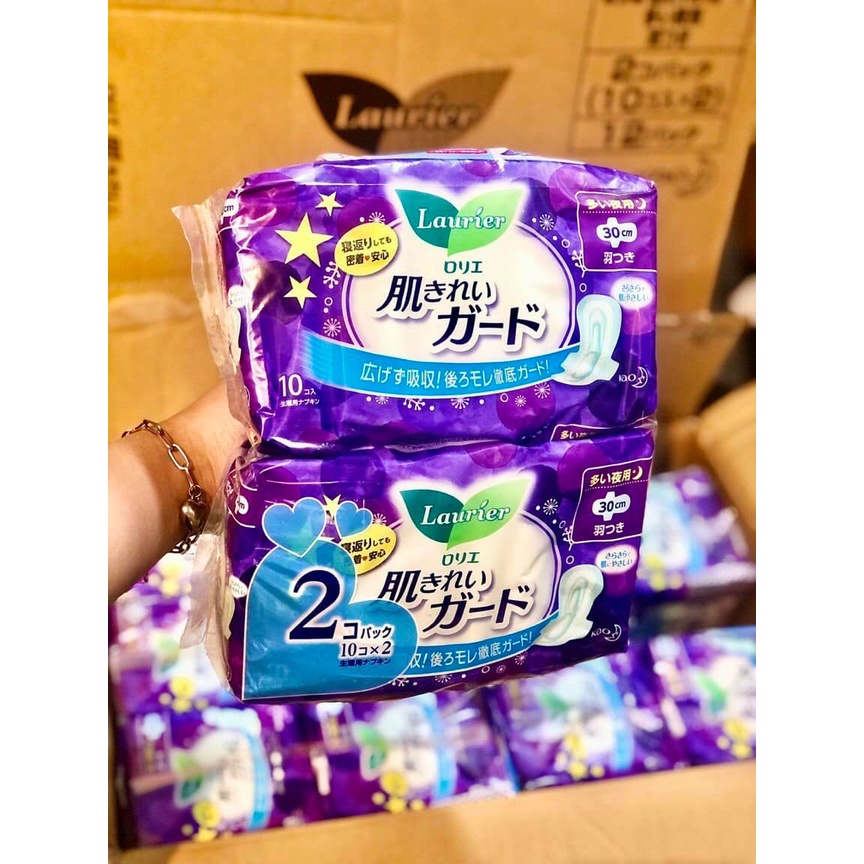 Laurier
2コパック
(10コ入×2)
12パック
Laurier
ロリエ
肌きれい
ガード
寝返りしても
密着♥安心
多い夜用
30cm
羽つき
さらさら
肌にやさしい
広げず吸収!後ろモレ徹底ガード!
10コ入
生理用ナプキン
Kao
多い夜用
Laurier
ロリエ
肌きれい
ガード
寝返りしても
密着♥安心
多い夜用
30cm
羽つき
さらさら
肌にやさしい
2コパック
10コ×2
生理用ナプキン
収!後ろモレ徹底ガード!
Kao